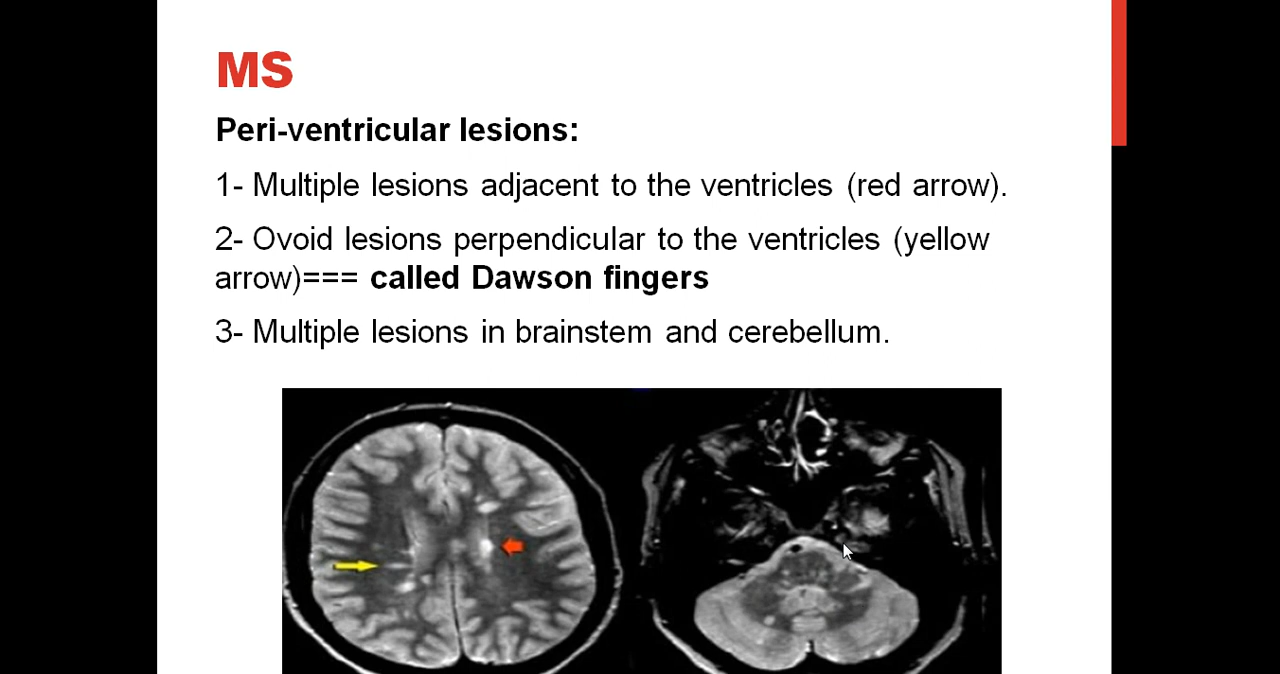 MS
Peri-ventricular lesions:
1- Multiple lesions adjacent to the ventricles (red arrow).
2- Ovoid lesions perpendicular to the ventricles (yellow
arrow)=== called Dawson fingers
3- Multiple lesions in brainstem and cerebellum.